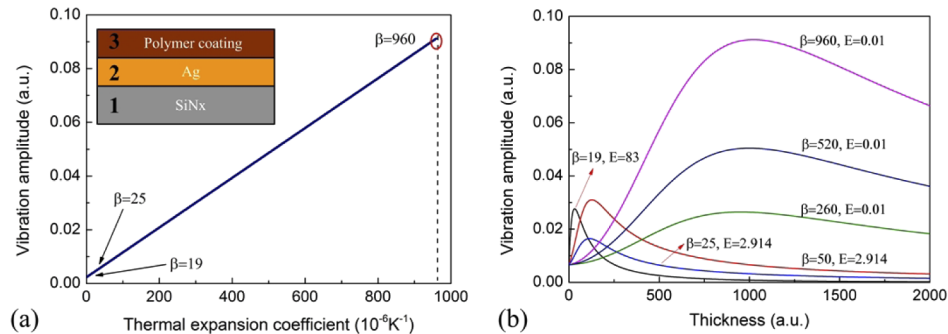 0.10
0.08
0.06
0.04
0.02
0.00
Vibration amplitude (a.u.)
3 Polymer coating
2 Ag
1 SiNx
β=960
β=25
β=19
0 200 400 600 800 1000
Thermal expansion coefficient (10⁻⁶K⁻¹)
(a)
0.10
0.08
0.06
0.04
0.02
0.00
Vibration amplitude (a.u.)
β=960, E=0.01
β=520, E=0.01
β=19, E=83
β=260, E=0.01
β=25, E=2.914
β=50, E=2.914
0 500 1000 1500 2000
Thickness (a.u.)
(b)